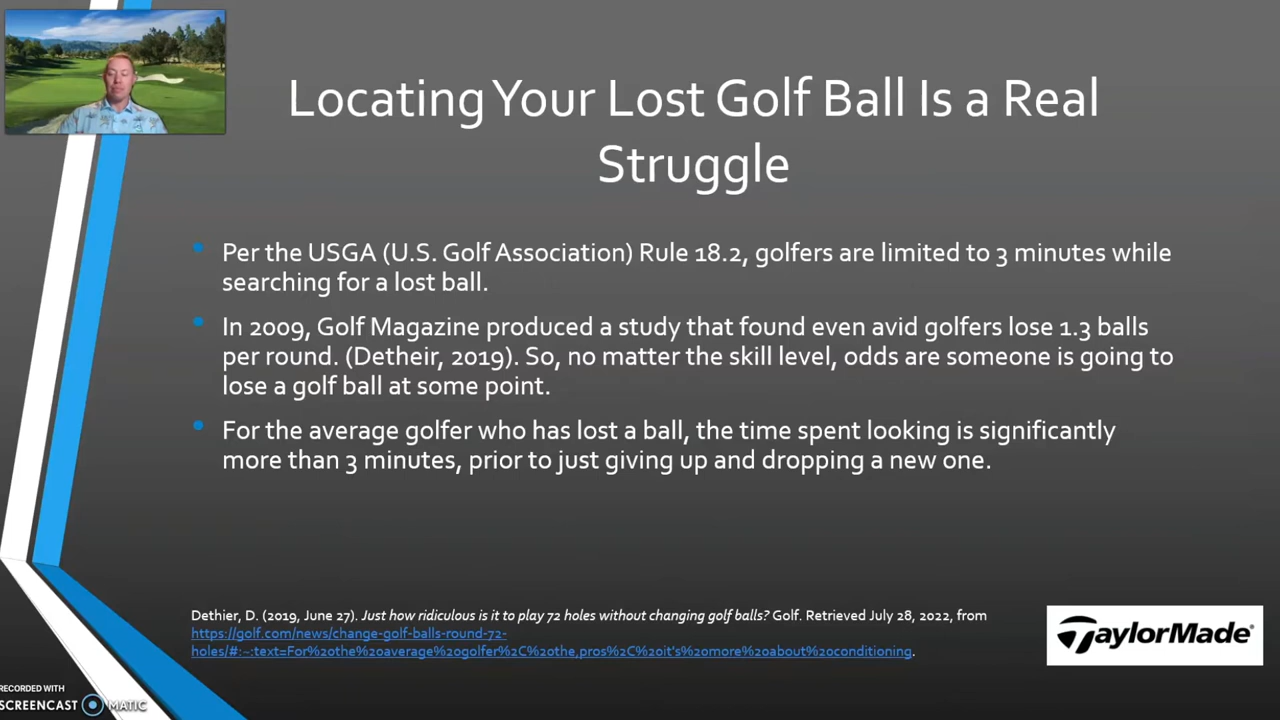 Locating Your Lost Golf Ball Is a Real
Struggle
Per the USGA (U.S. Golf Association) Rule 18.2, golfers are limited to 3 minutes while
searching for a lost ball.
In 2009, Golf Magazine produced a study that found even avid golfers lose 1.3 balls
per round. (Detheir, 2019). So, no matter the skill level, odds are someone is going to
lose a golf ball at some point.
For the average golfer who has lost a ball, the time spent looking is significantly
more than 3 minutes, prior to just giving up and dropping a new one.
Dethier, D. (2019, June 27). Just how ridiculous is it to play 72 holes without changing golf balls? Golf. Retrieved July 28, 2022, from
https://golf.com/news/change-golf-balls-round-72-
holes/#:~:text=For%20the%20average%20golfer%2C%20the,pros%2C%20it's%20more%20about%20conditioning.
TaylorMade®
RECORDED WITH
SCREENCAST MATIC